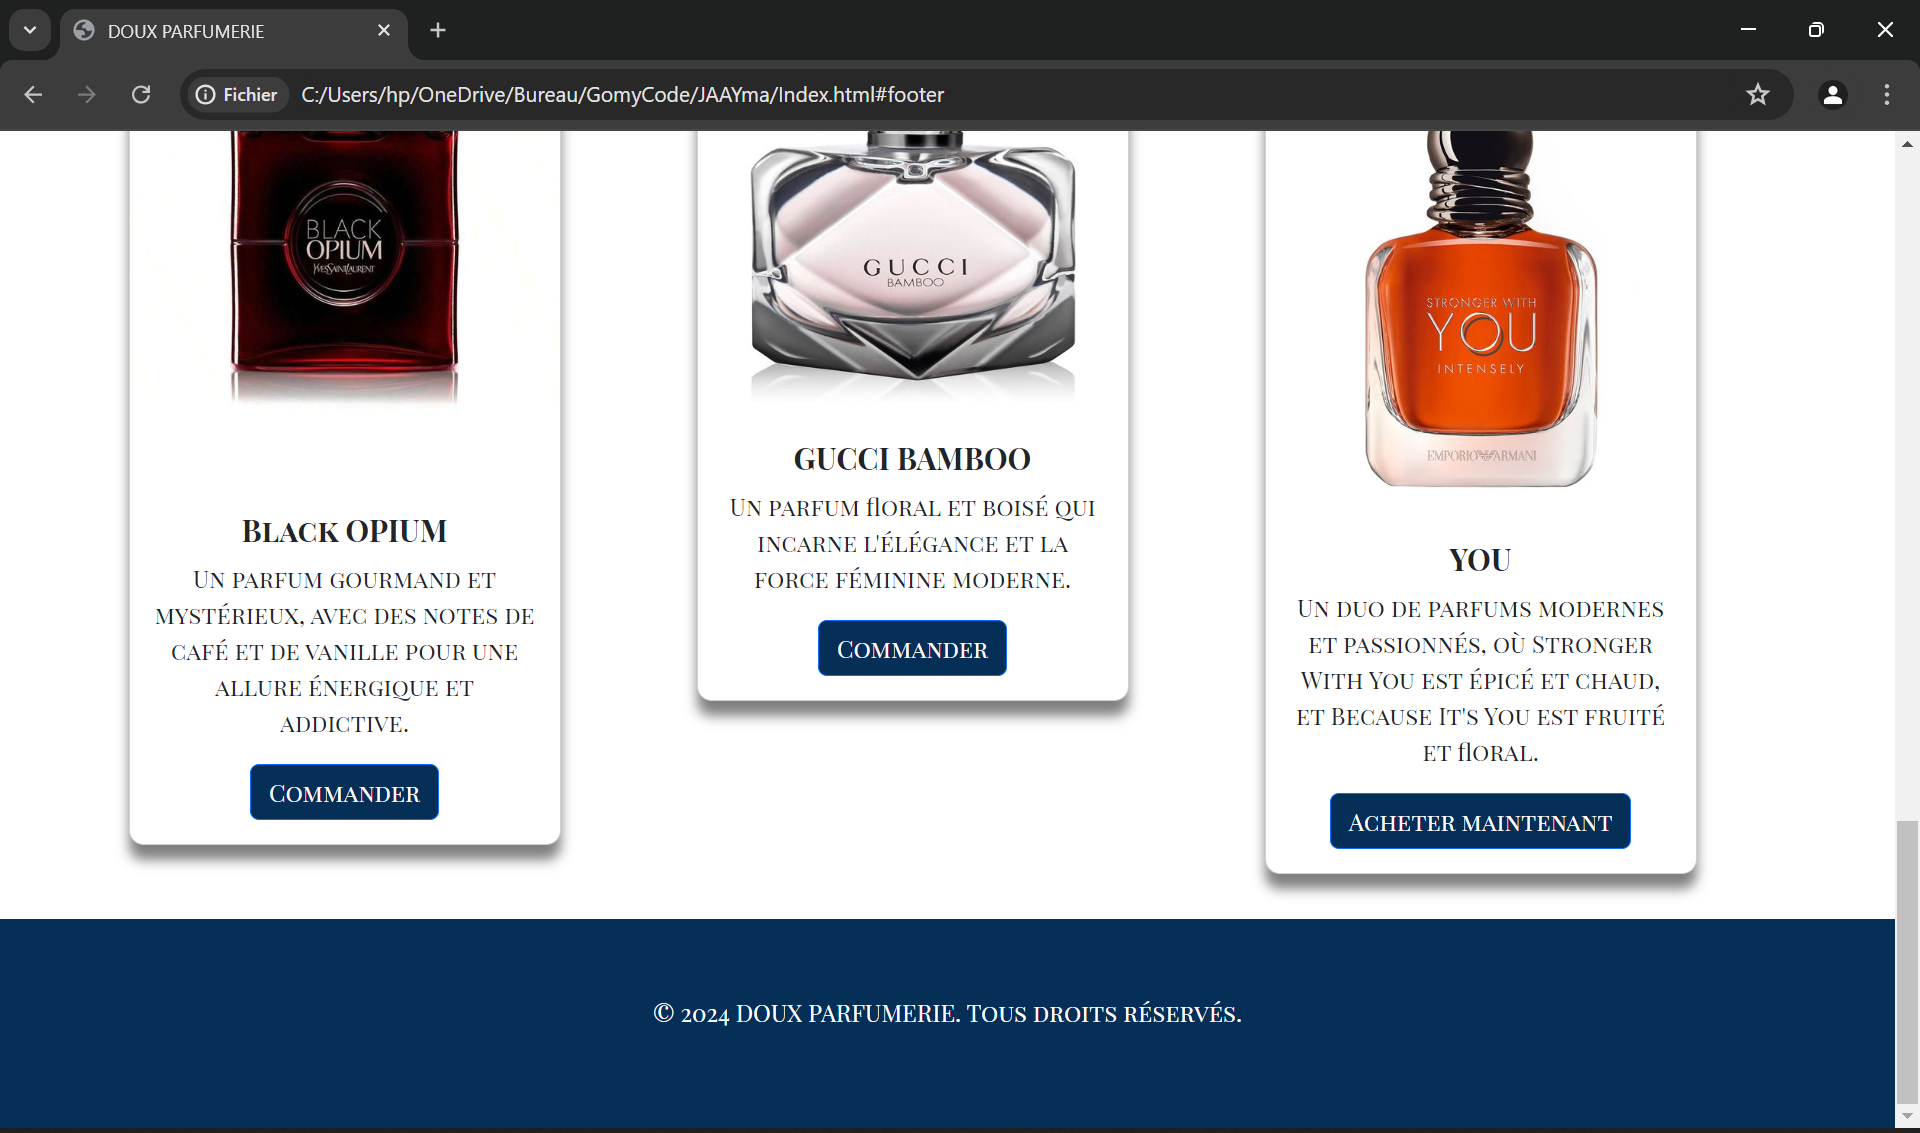 DOUX PARFUMERIE
Fichier
C:/Users/hp/OneDrive/Bureau/GomyCode/JAAYma/Index.html#footer
BLACK
OPIUM
YVESSAINTLAURENT
Black OPIUM
Un parfum gourmand et
mystérieux, avec des notes de
café et de vanille pour une
allure énergique et
addictive.
Commander
GUCCI
BAMBOO
GUCCI BAMBOO
Un parfum floral et boisé qui
incarne l'élégance et la
force féminine moderne.
Commander
STRONGER WITH
YOU
INTENSELY
EMPORIO ARMANI
YOU
Un duo de parfums modernes
et passionnés, où Stronger
With You est épicé et chaud,
et Because It's You est fruité
et floral.
Acheter maintenant
© 2024 DOUX PARFUMERIE. Tous droits réservés.